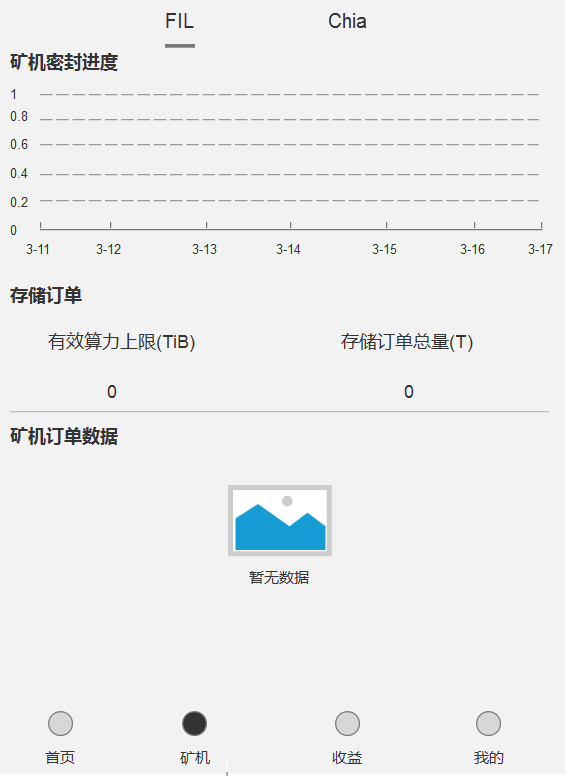 FIL Chia
矿机密封进度
1
0.8
0.6
0.4
0.2
0
3-11 3-12 3-13 3-14 3-15 3-16 3-17
存储订单
有效算力上限(TiB) 存储订单总量(T)
0 0
矿机订单数据
暂无数据
首页 矿机 收益 我的